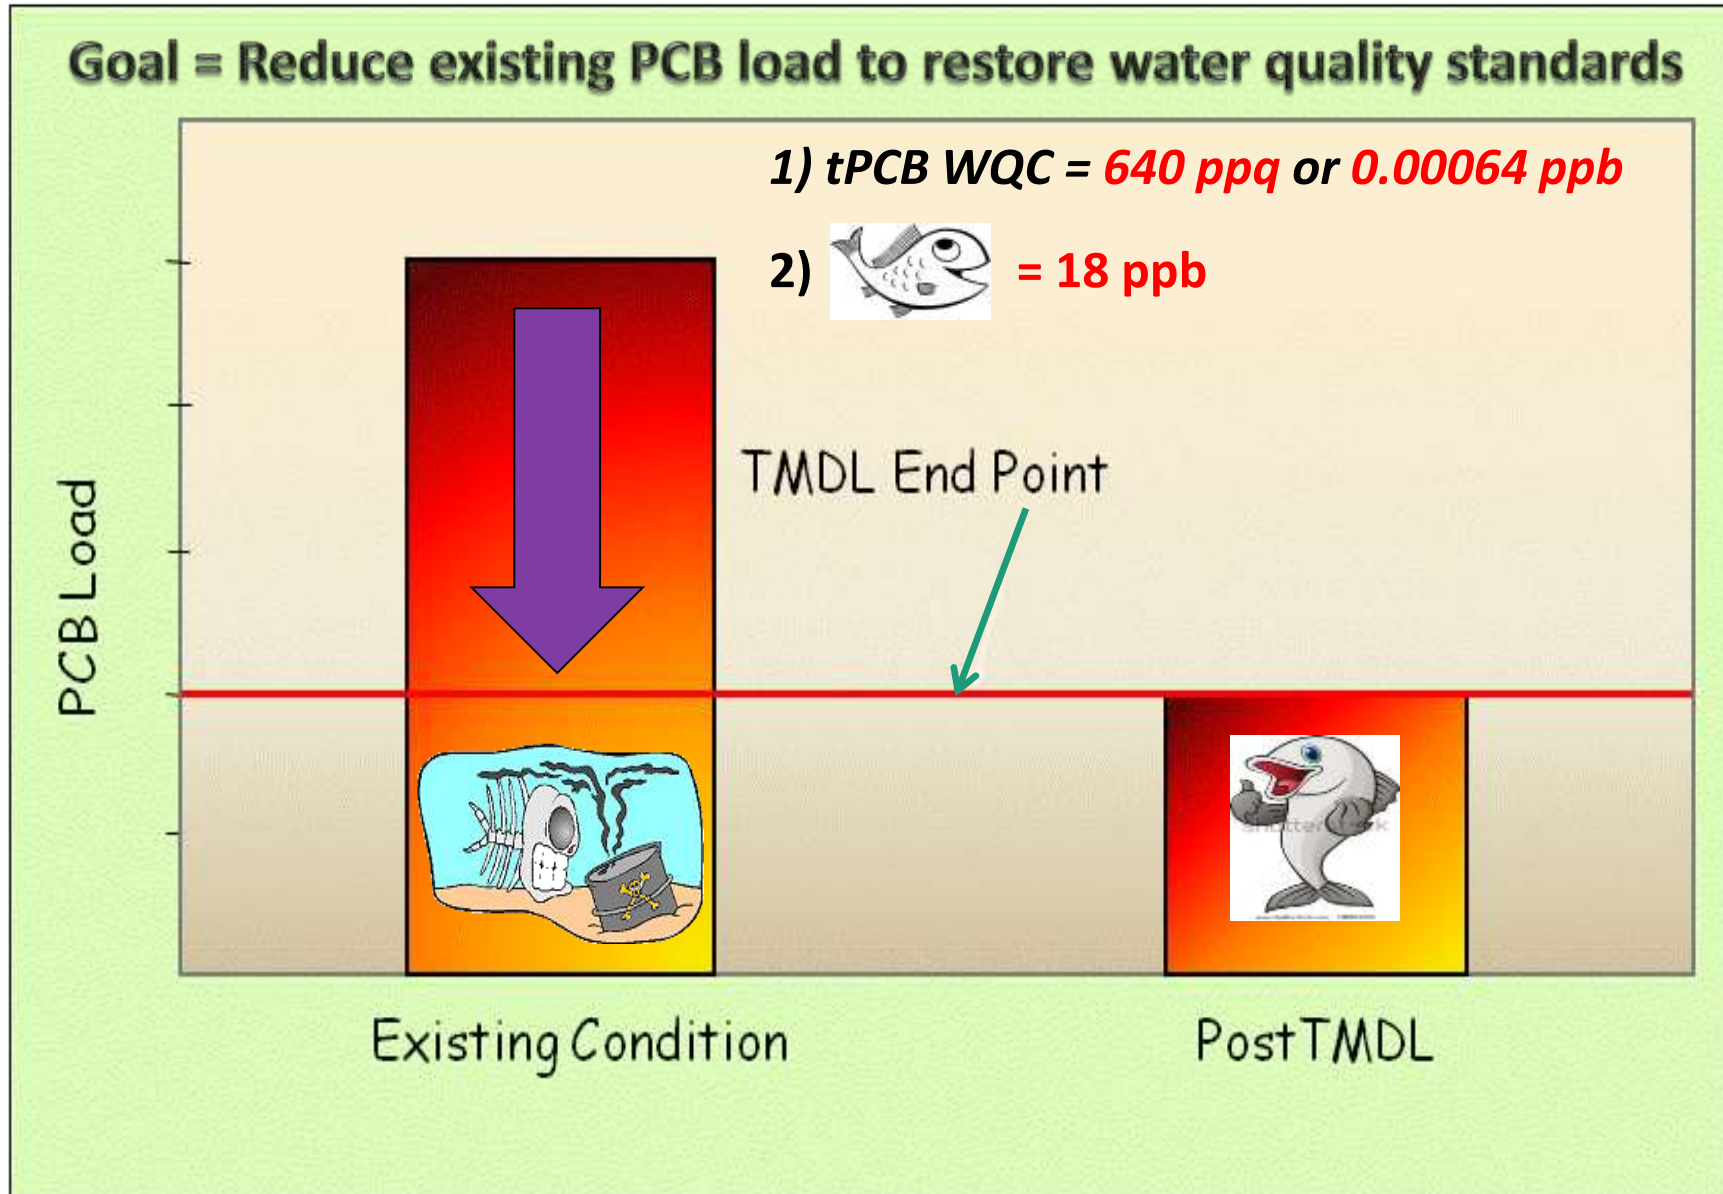 Goal = Reduce existing PCB load to restore water quality standards
1) tPCB WQC = 640 ppq or 0.00064 ppb
2) = 18 ppb
TMDL End Point
PCB Load
shutterstock
Existing Condition
Post TMDL